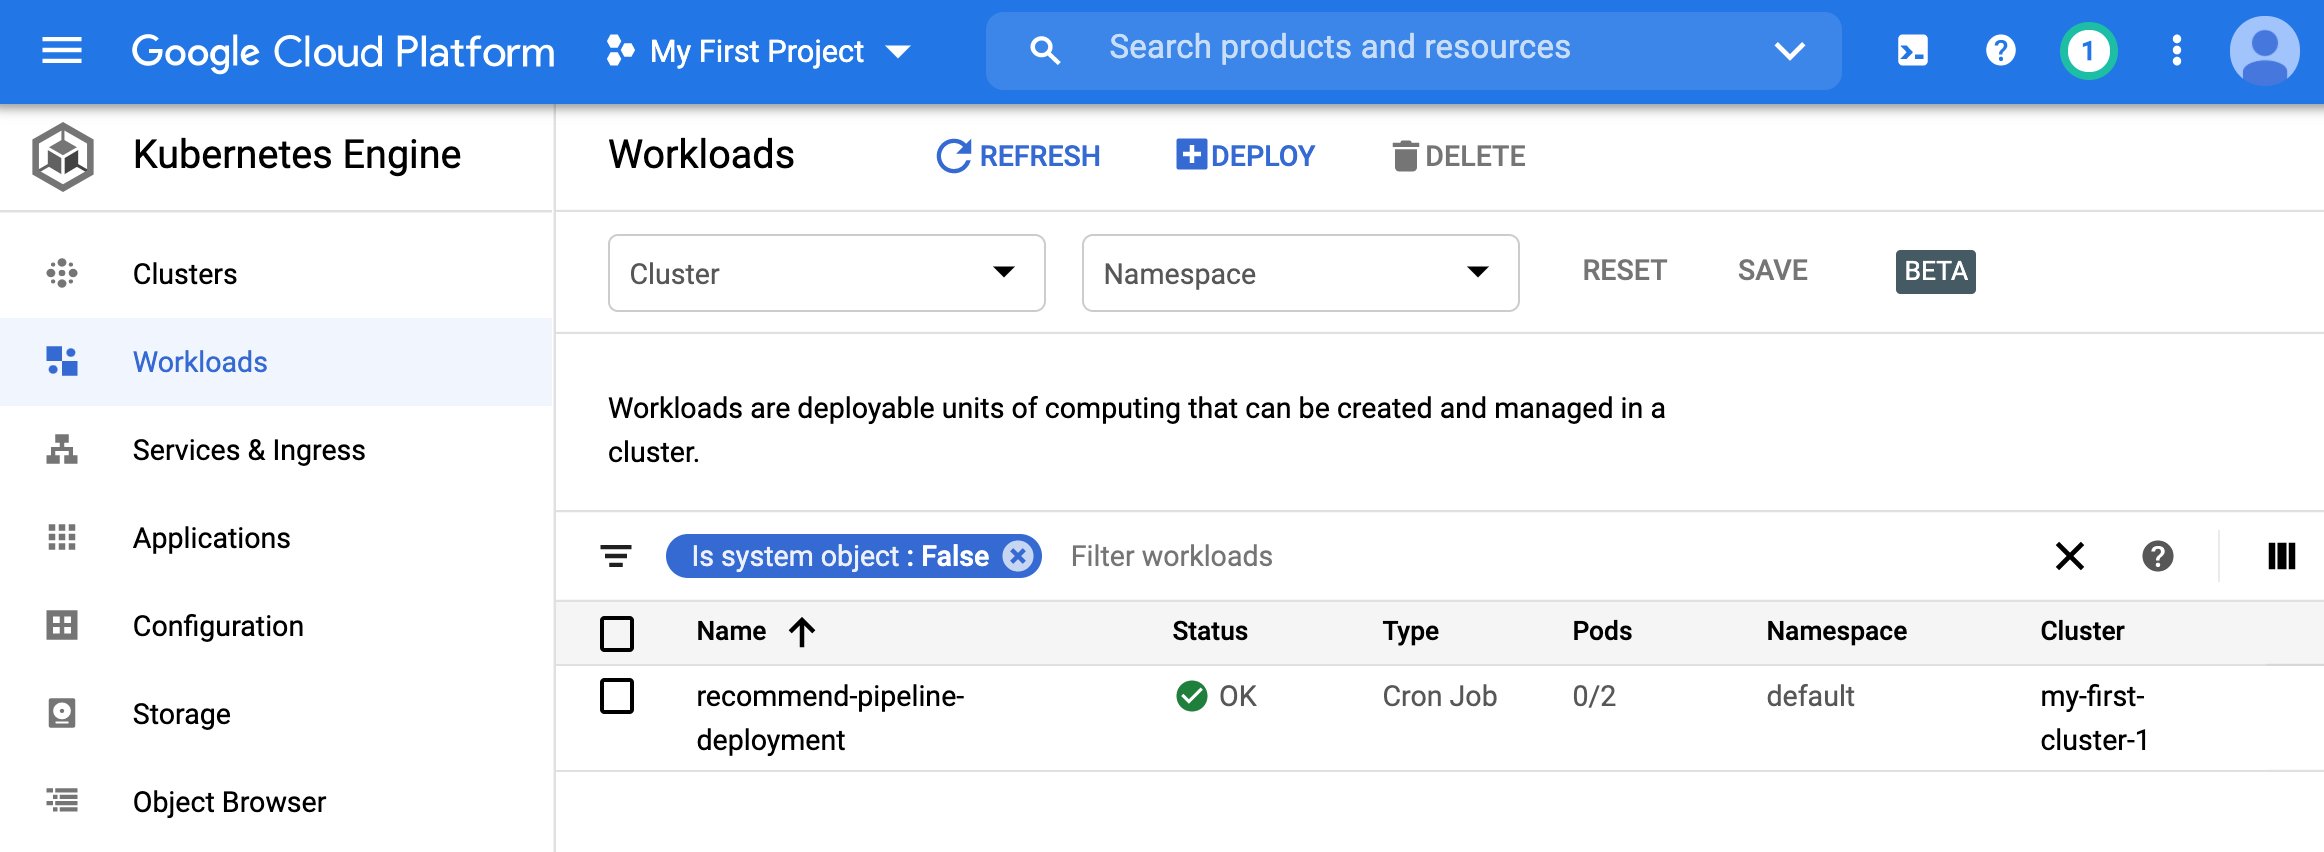 Google Cloud Platform
My First Project
Search products and resources
1
Kubernetes Engine
Workloads
REFRESH
DEPLOY
DELETE
Clusters
Workloads
Services & Ingress
Applications
Configuration
Storage
Object Browser
Cluster
Namespace
RESET
SAVE
BETA
Workloads are deployable units of computing that can be created and managed in a
cluster.
Is system object : False
Filter workloads
Name Status Type Pods Namespace Cluster
recommend-pipeline- OK Cron Job 0/2 default my-first-
deployment cluster-1